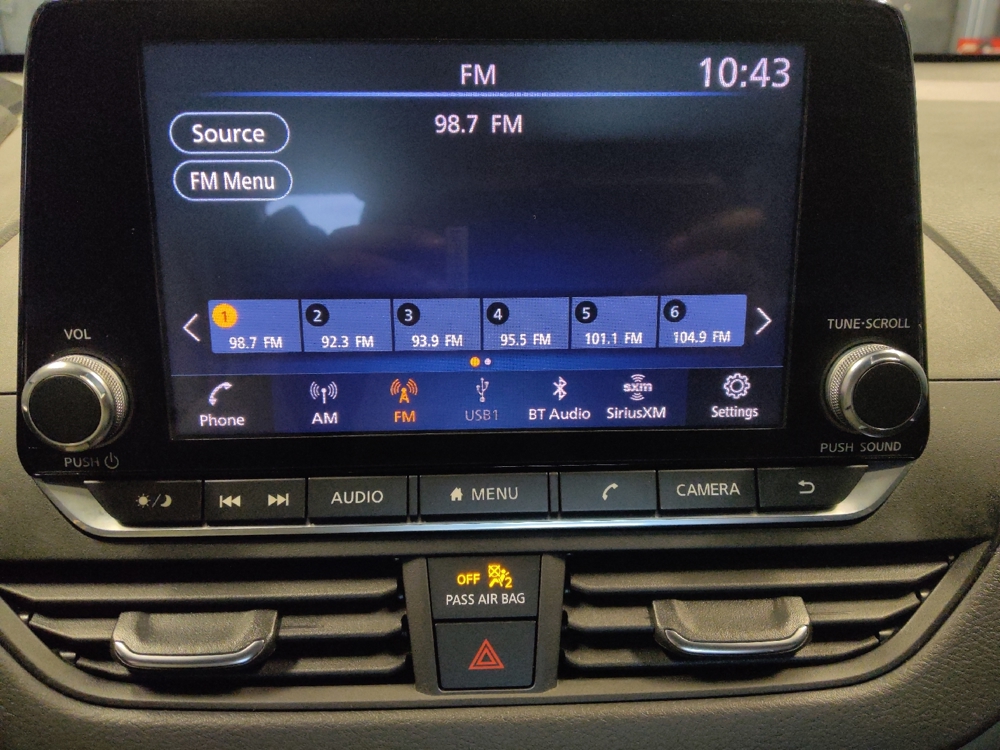 FM
10:43
98.7 FM
Source
FM Menu
1
2
3
4
5
6
98.7 FM
92.3 FM
93.9 FM
95.5 FM
101.1 FM
104.9 FM
VOL
TUNE·SCROLL
Phone
AM
FM
USB1
BT Audio
sxm
SiriusXM
Settings
PUSH
PUSH SOUND
AUDIO
MENU
CAMERA
OFF
2
PASS AIR BAG